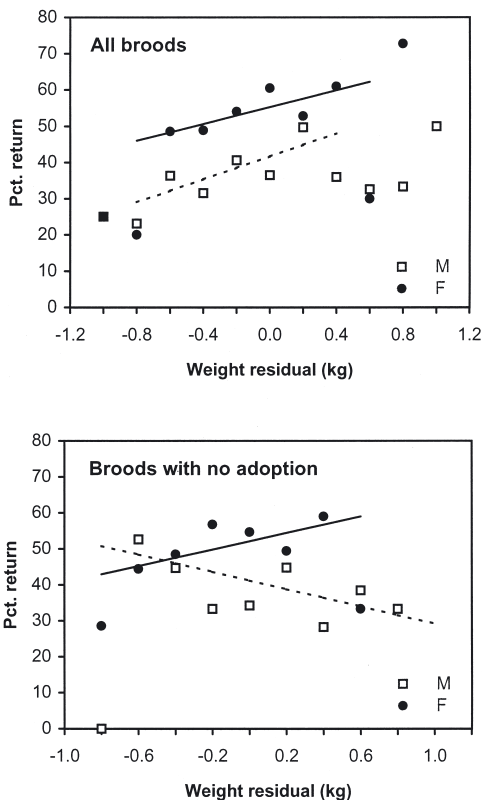 80
All broods
70
60
50
40
30
20
10
0
Pct. return
M
F
-1.2 -0.8 -0.4 0.0 0.4 0.8 1.2
Weight residual (kg)
80
Broods with no adoption
70
60
50
40
30
20
10
0
Pct. return
M
F
-1.0 -0.6 -0.2 0.2 0.6 1.0
Weight residual (kg)